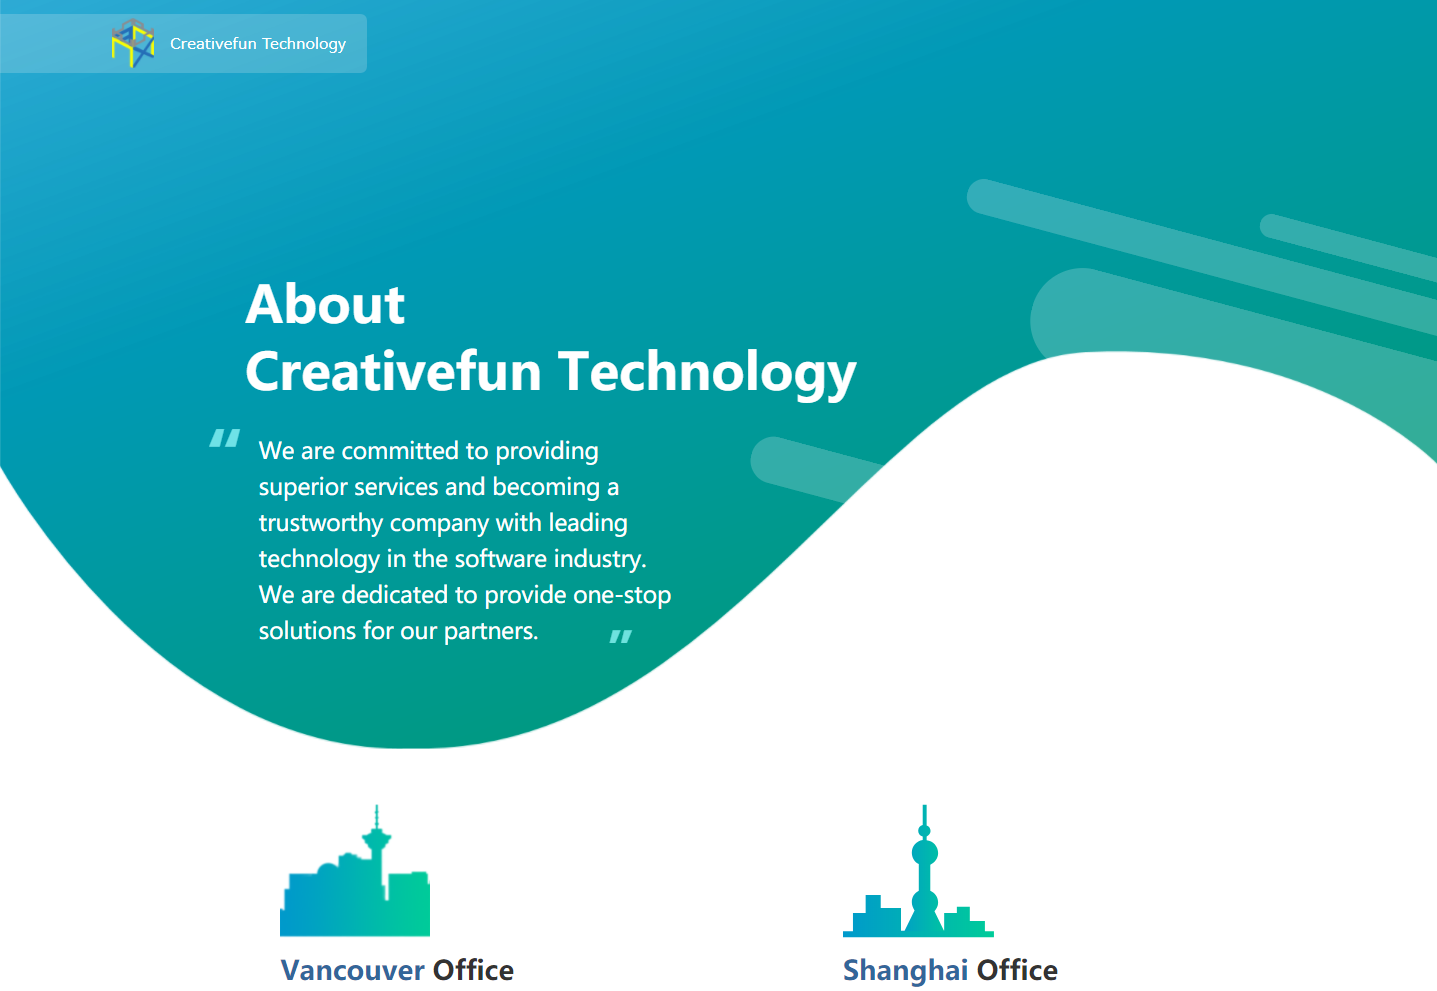 Creativefun Technology
About
Creativefun Technology
“
We are committed to providing
superior services and becoming a
trustworthy company with leading
technology in the software industry.
We are dedicated to provide one-stop
solutions for our partners.
”
Vancouver Office
Shanghai Office